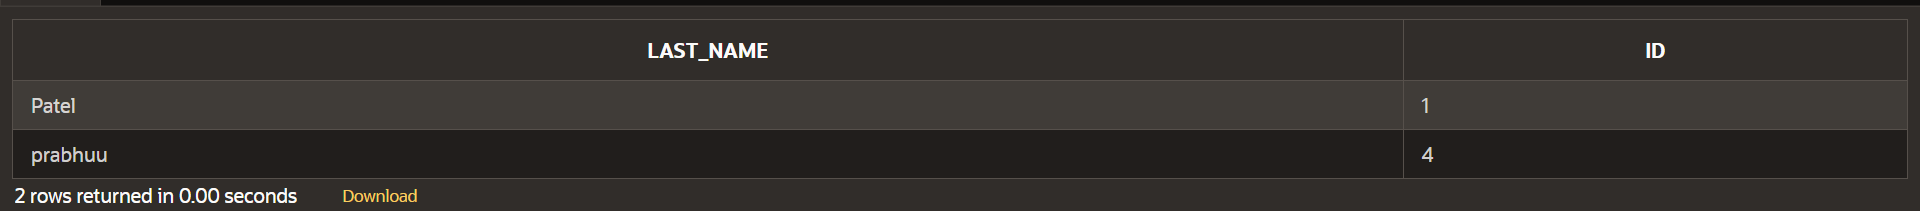 LAST_NAME ID
Patel 1
prabhuu 4
2 rows returned in 0.00 seconds Download